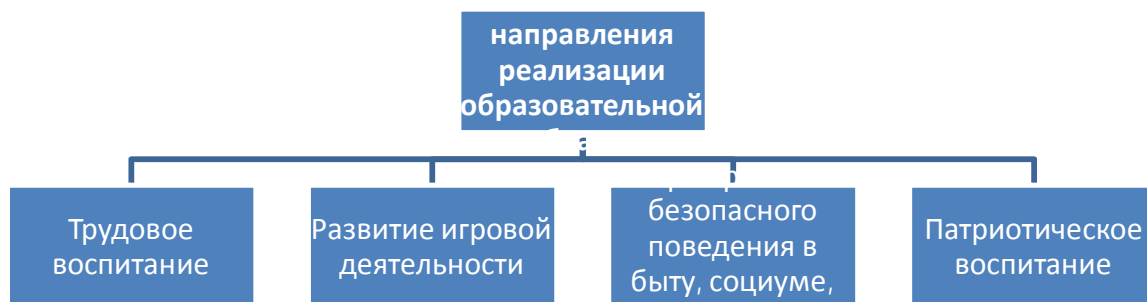 направления
реализации
образовательной
Трудовое
воспитание
Развитие игровой
деятельности
безопасного
поведения в
быту, социуме,
Патриотическое
воспитание